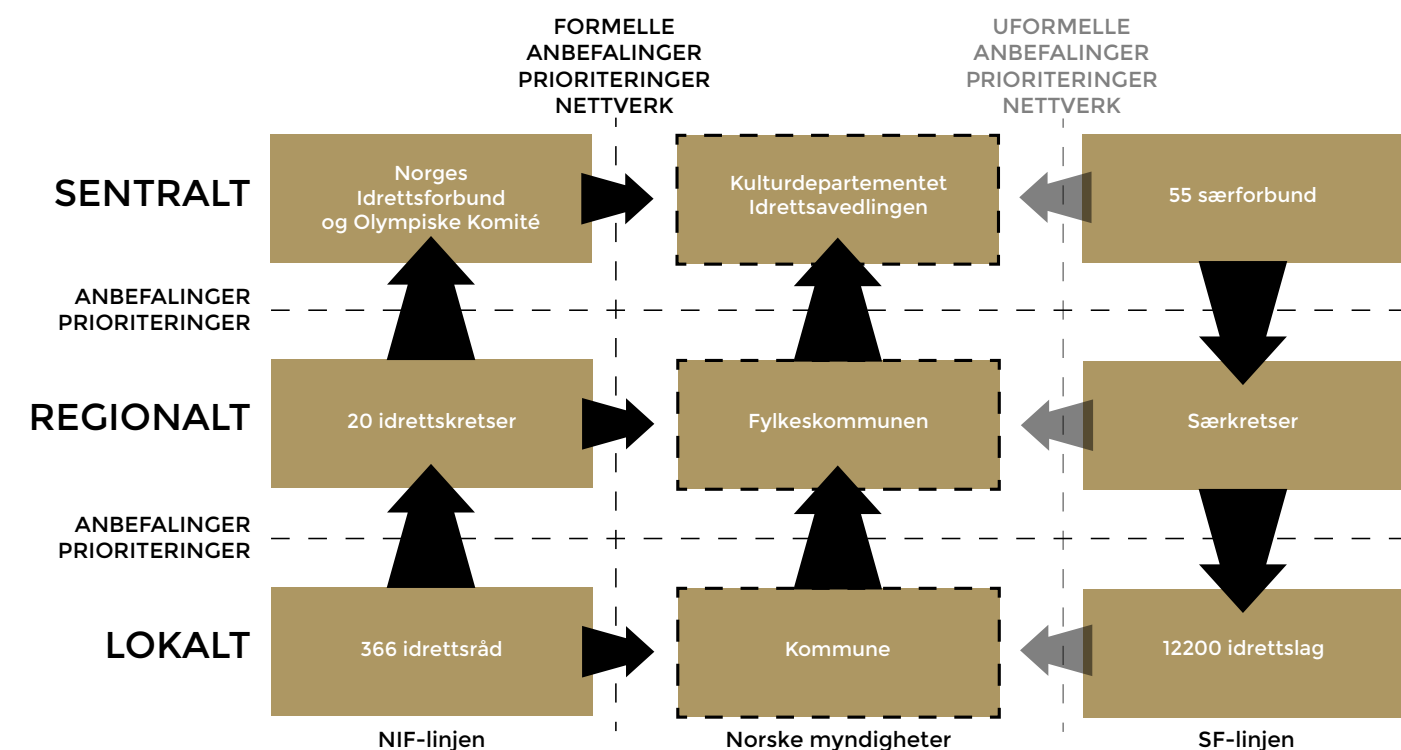 FORMELLE
ANBEFALINGER
PRIORITERINGER
NETTVERK
UFORMELLE
ANBEFALINGER
PRIORITERINGER
NETTVERK
SENTRALT
Norges
Idrettsforbund
og Olympiske Komité
Kulturdepartementet
Idrettsavedlingen
55 særforbund
ANBEFALINGER
PRIORITERINGER
REGIONALT
20 idrettskretser
Fylkeskommunen
Særkretser
ANBEFALINGER
PRIORITERINGER
LOKALT
366 idrettsråd
Kommune
12200 idrettslag
NIF-linjen
Norske myndigheter
SF-linjen